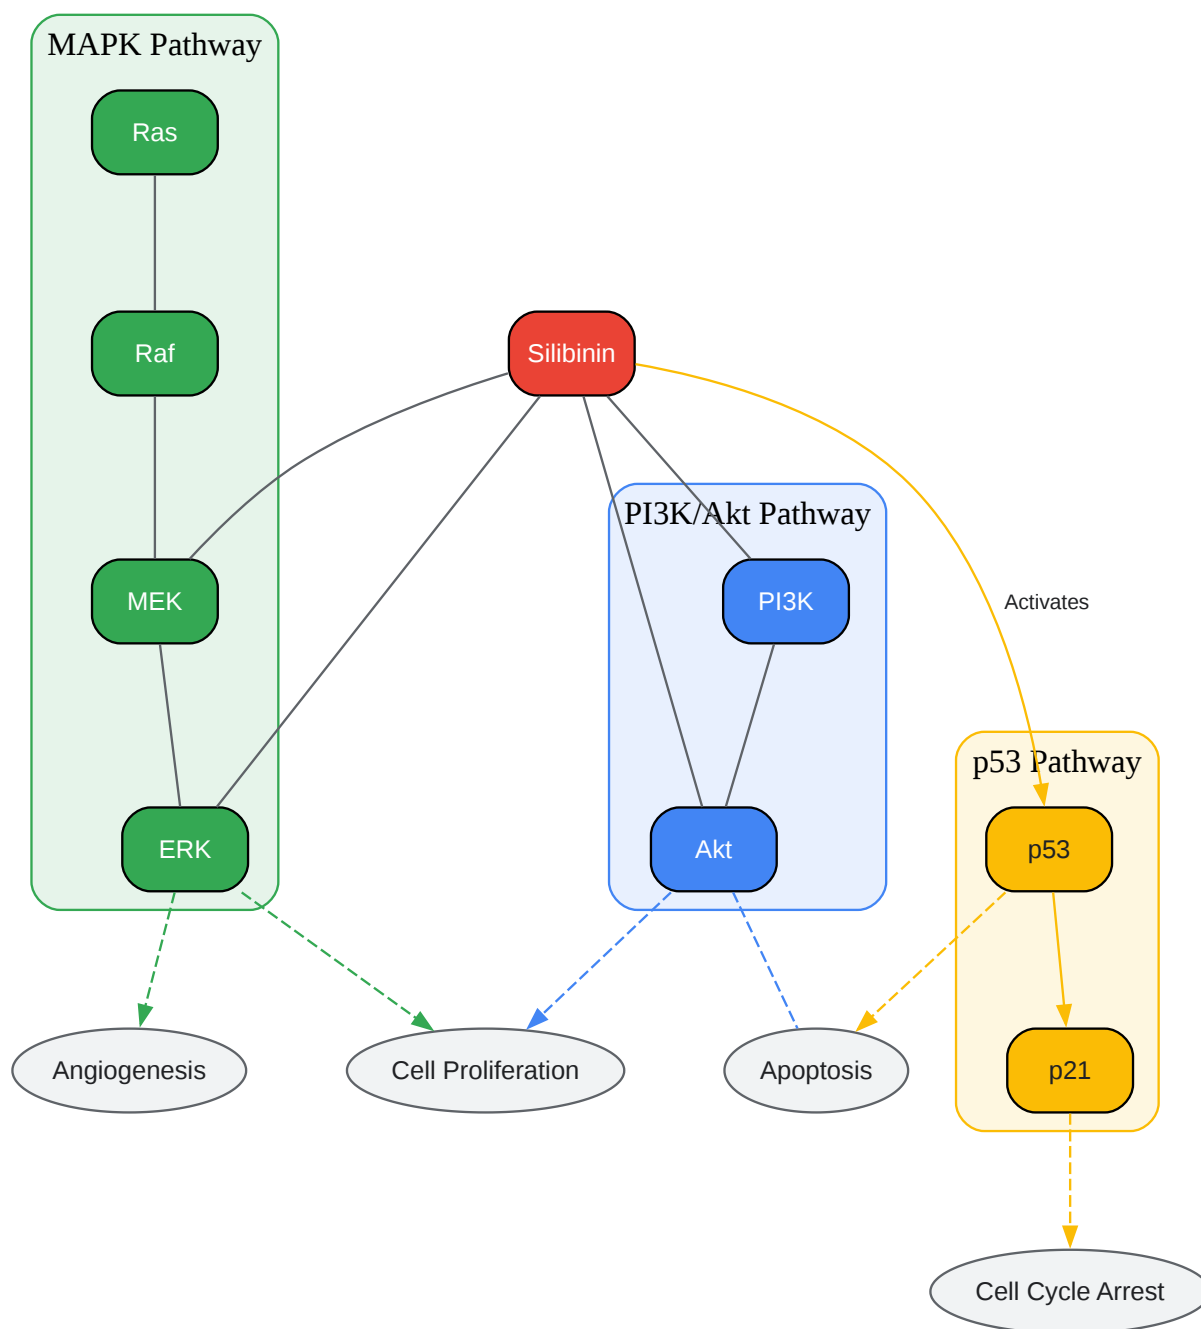 MAPK Pathway
Ras
Raf
Silibinin
PI3K/Akt Pathway
MEK
PI3K
Activates
p53 Pathway
ERK
Akt
p53
Angiogenesis
Cell Proliferation
Apoptosis
p21
Cell Cycle Arrest